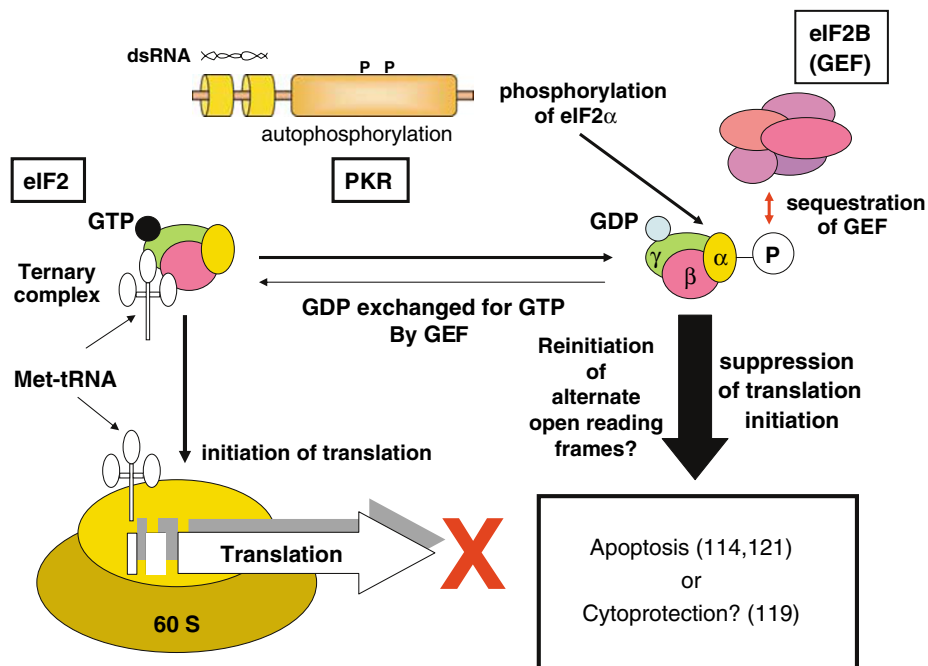 dsRNA
P P
autophosphorylation
PKR
phosphorylation
of eIF2α
eIF2B
(GEF)
sequestration
of GEF
eIF2
GTP
Ternary
complex
Met-tRNA
GDP
γ
β
α
P
GDP exchanged for GTP
By GEF
initiation of translation
Reinitiation
of
alternate
open reading
frames?
suppression
of translation
initiation
Translation
X
60 S
Apoptosis (114,121)
or
Cytoprotection? (119)